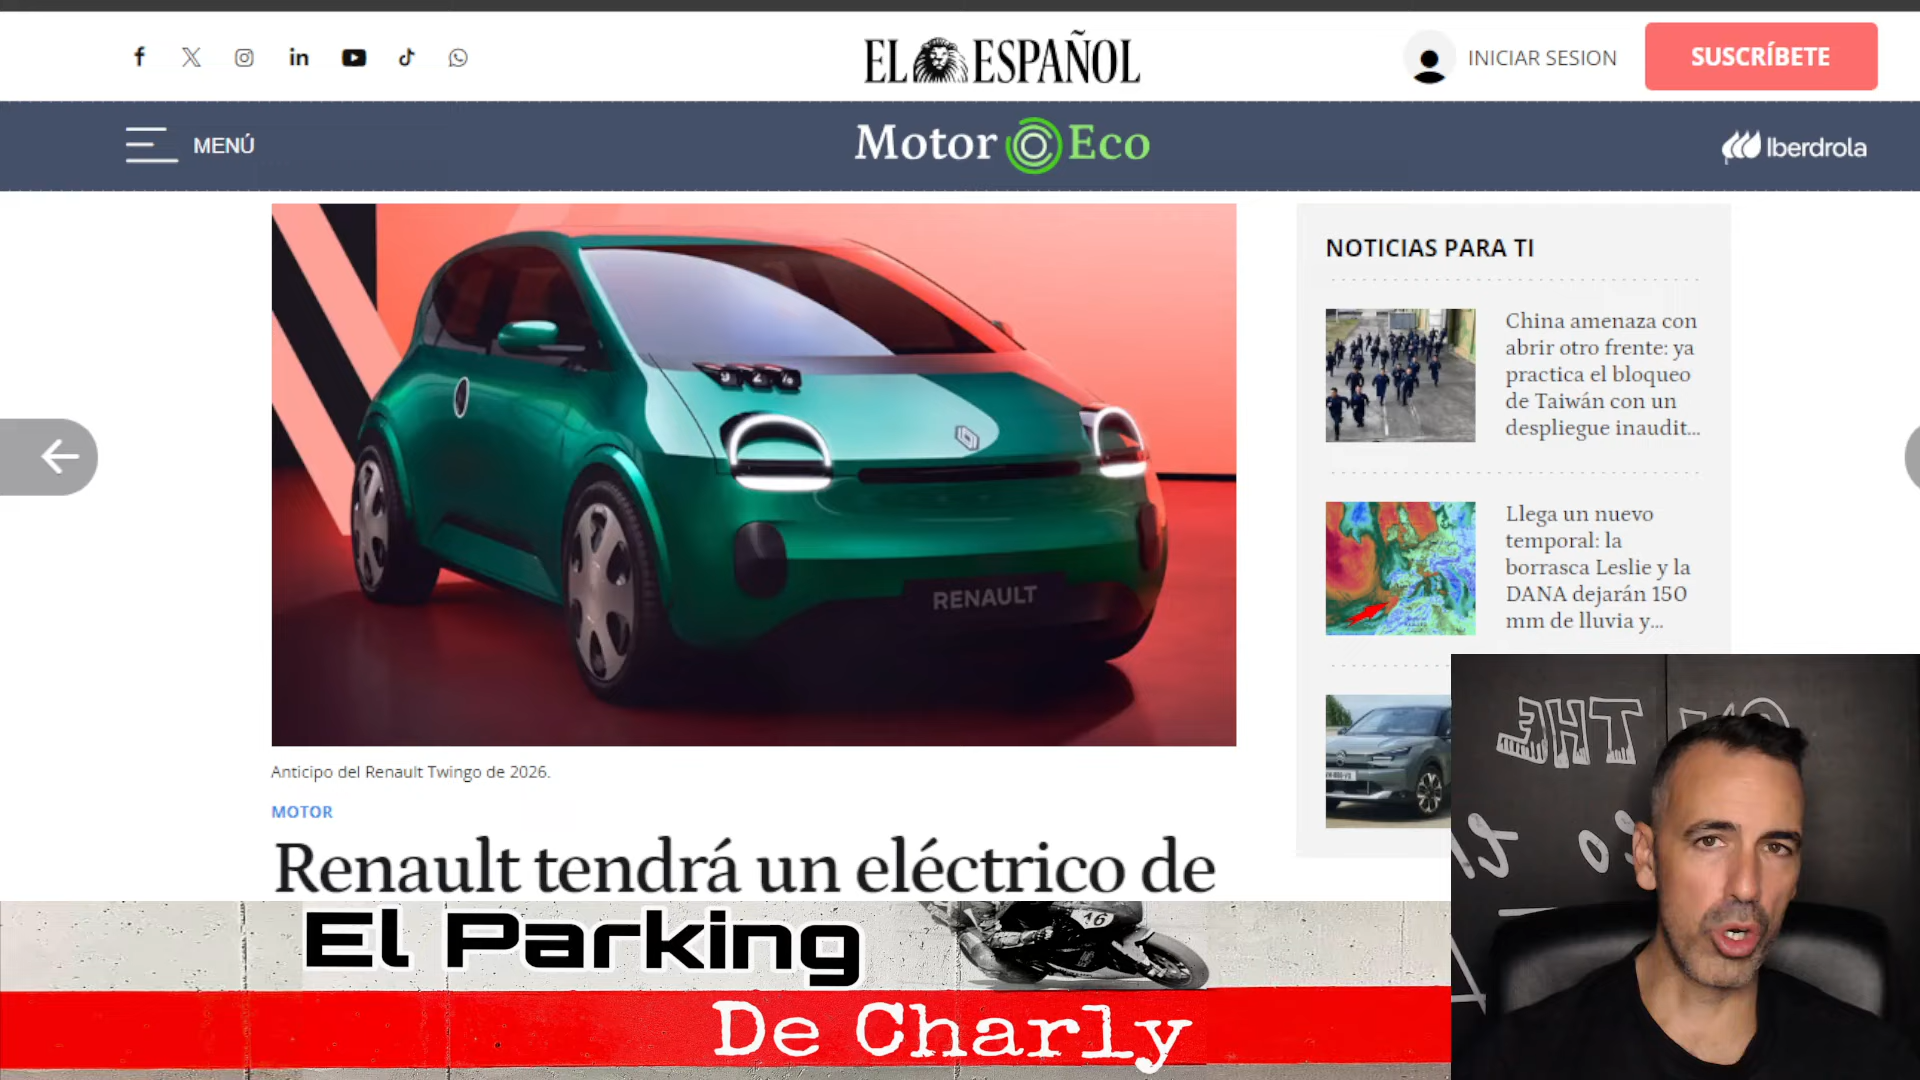 EL ESPAÑOL
INICIAR SESION
SUSCRÍBETE
MENÚ
Motor Eco
Iberdrola
RENAULT
Anticipo del Renault Twingo de 2026.
MOTOR
Renault tendrá un eléctrico de
NOTICIAS PARA TI
China amenaza con
abrir otro frente: ya
practica el bloqueo
de Taiwán con un
despliegue inaudit...
Llega un nuevo
temporal: la
borrasca Leslie y la
DANA dejarán 150
mm de lluvia y...
THE
El Parking
16
De Charly